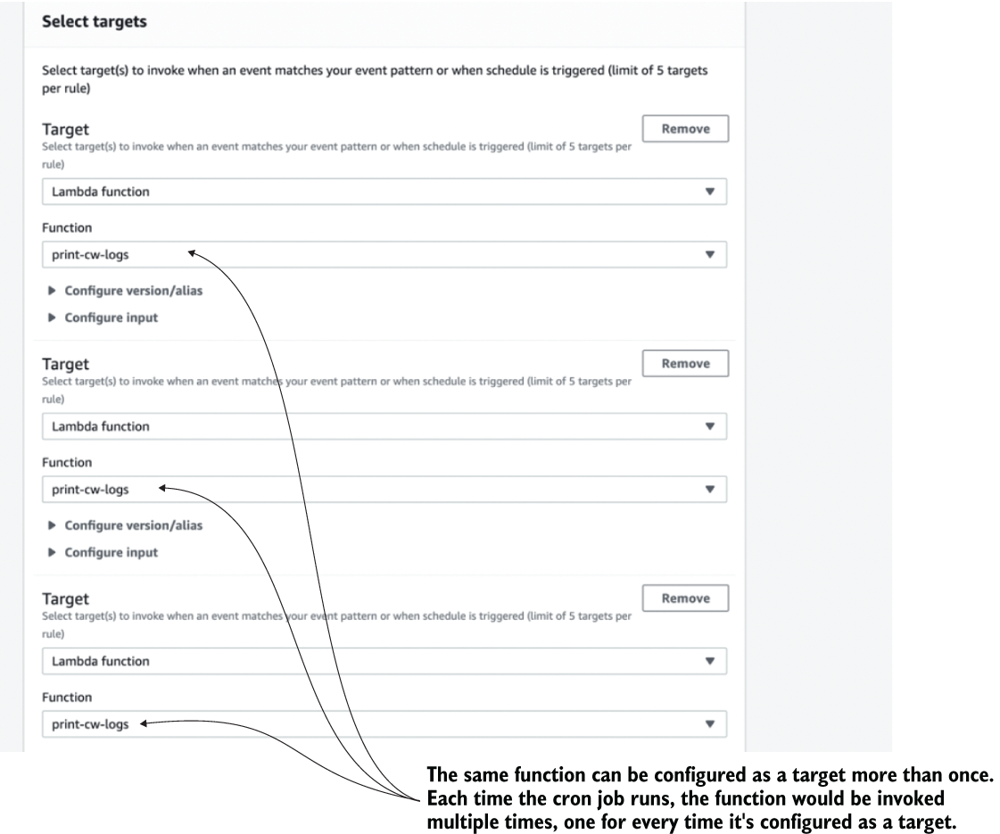 Select targets
Select target(s) to invoke when an event matches your event pattern or when schedule is triggered (limit of 5 targets
per rule)
Target
Remove
Select target(s) to invoke when an event matches your event pattern or when schedule is triggered (limit of 5 targets per
rule)
Lambda function
Function
print-cw-logs
Configure version/alias
Configure input
Target
Remove
Select target(s) to invoke when an event matches your event pattern or when schedule is triggered (limit of 5 targets per
rule)
Lambda function
Function
print-cw-logs
Configure version/alias
Configure input
Target
Remove
Select target(s) to invoke when an event matches your event pattern or when schedule is triggered (limit of 5 targets per
rule)
Lambda function
Function
print-cw-logs
The same function can be configured as a target more than once.
Each time the cron job runs, the function would be invoked
multiple times, one for every time it's configured as a target.